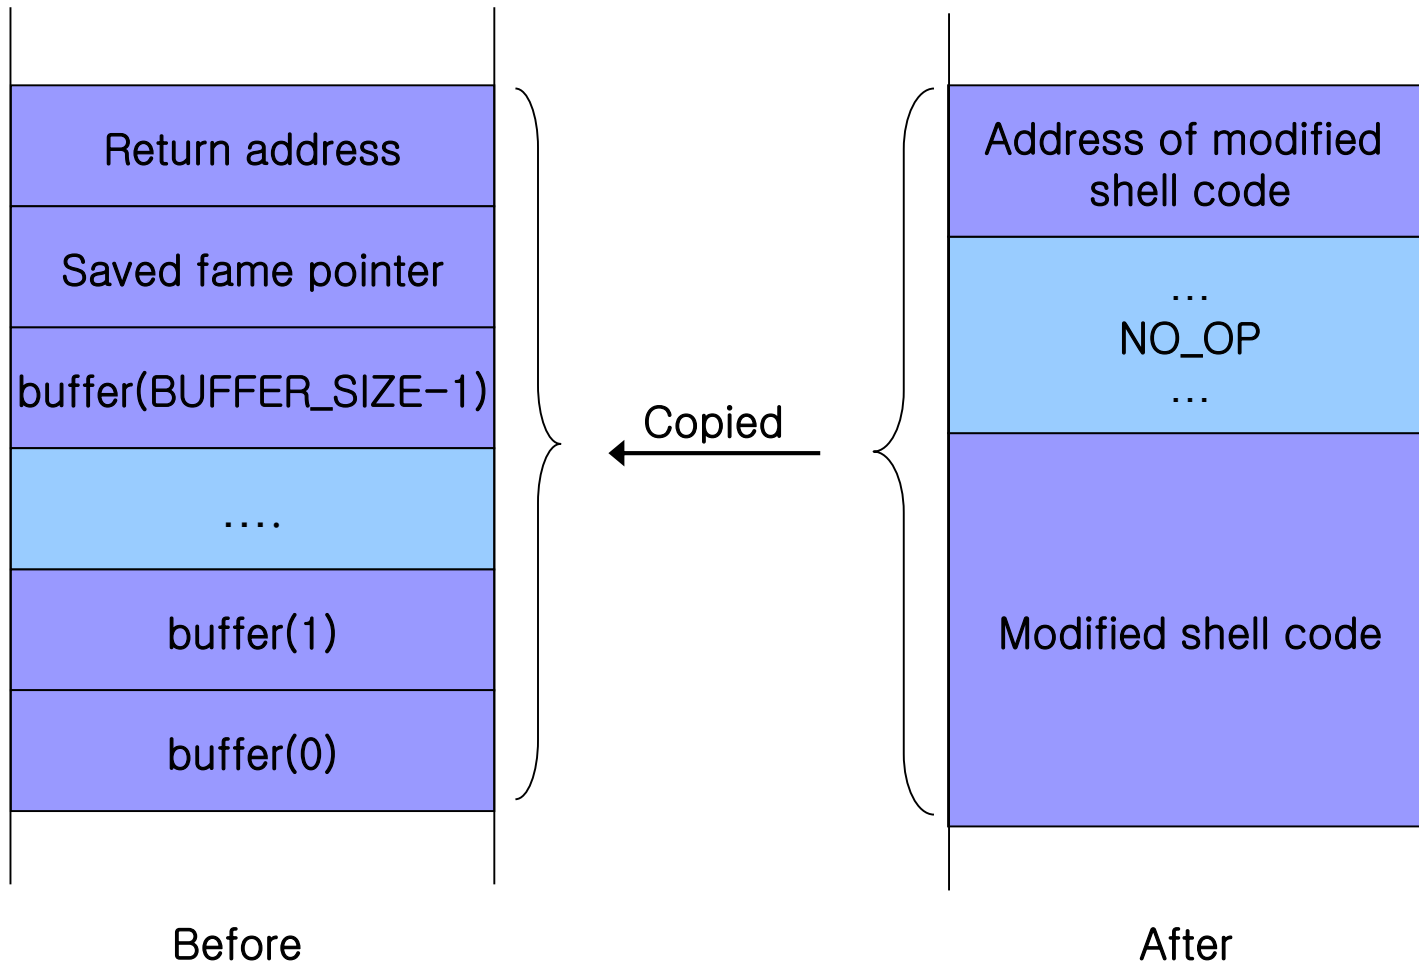 Return address
Saved fame pointer
buffer(BUFFER_SIZE-1)
....
buffer(1)
buffer(0)
Before
Copied
Address of modified
shell code
...
NO_OP
...
Modified shell code
After